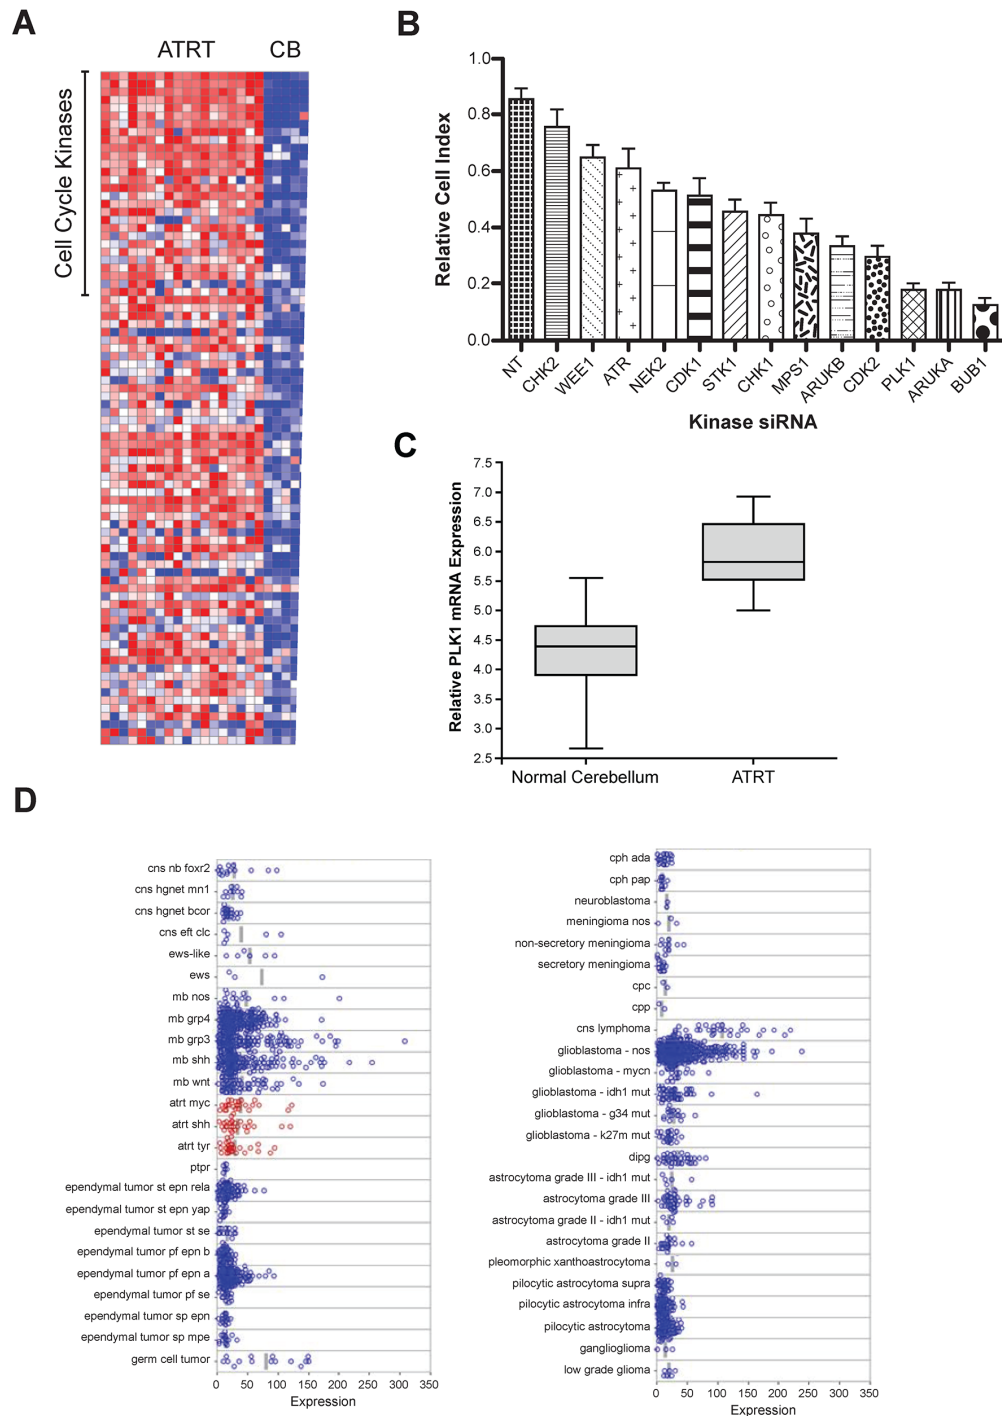 A
ATRT CB
Cell Cycle Kinases
B
Relative Cell Index
1.0
0.8
0.6
0.4
0.2
0.0
NT CHK2 WEE1 ATR NEK2 CDK1 STK1 CHK1 MPS1 ARUKB CDK2 PLK1 ARUKA BUB1
Kinase siRNA
C
Relative PLK1 mRNA Expression
7.5
7.0
6.5
6.0
5.5
5.0
4.5
4.0
3.5
3.0
2.5
Normal Cerebellum ATRT
D
cns nb foxr2
cns hgnet mn1
cns hgnet bcor
cns eft clc
ews-like
ews
mb nos
mb grp4
mb grp3
mb shh
mb wnt
atrt myc
atrt shh
atrt tyr
ptpr
ependymal tumor st epn rela
ependymal tumor st epn yap
ependymal tumor st se
ependymal tumor pf epn b
ependymal tumor pf epn a
ependymal tumor pf se
ependymal tumor sp epn
ependymal tumor sp mpe
germ cell tumor
0 50 100 150 200 250 300 350
Expression
cph ada
cph pap
neuroblastoma
meningioma nos
non-secretory meningioma
secretory meningioma
cpc
cpp
cns lymphoma
glioblastoma - nos
glioblastoma - mycn
glioblastoma - idh1 mut
glioblastoma - g34 mut
glioblastoma - k27m mut
dipg
astrocytoma grade III - idh1 mut
astrocytoma grade III
astrocytoma grade II - idh1 mut
astrocytoma grade II
pleomorphic xanthoastrocytoma
pilocytic astrocytoma supra
pilocytic astrocytoma infra
pilocytic astrocytoma
ganglioglioma
low grade glioma
0 50 100 150 200 250 300 350
Expression